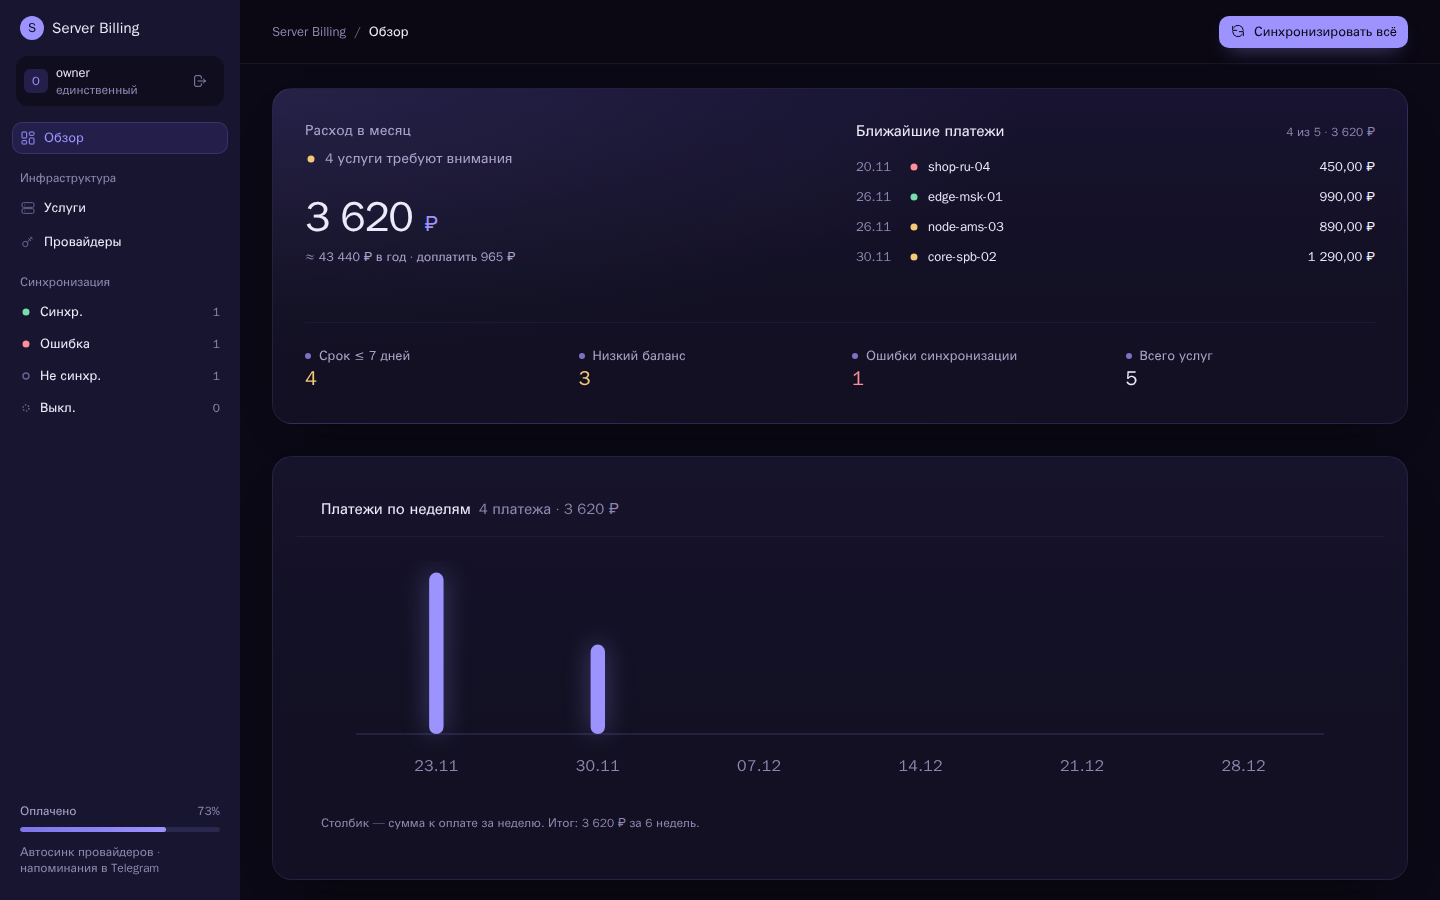 S Server Billing
O owner
единственный
Обзор
Инфраструктура
Услуги
Провайдеры
Синхронизация
Синхр. 1
Ошибка 1
Не синхр. 1
Выкл. 0
Оплачено 73%
Автосинк провайдеров ·
напоминания в Telegram
Server Billing / Обзор
Синхронизировать всё
Расход в месяц
4 услуги требуют внимания
3 620 ₽
≈ 43 440 ₽ в год · доплатить 965 ₽
Ближайшие платежи 4 из 5 · 3 620 ₽
20.11 shop-ru-04 450,00 ₽
26.11 edge-msk-01 990,00 ₽
26.11 node-ams-03 890,00 ₽
30.11 core-spb-02 1 290,00 ₽
Срок ≤ 7 дней
4
Низкий баланс
3
Ошибки синхронизации
1
Всего услуг
5
Платежи по неделям 4 платежа · 3 620 ₽
23.11 30.11 07.12 14.12 21.12 28.12
Столбик — сумма к оплате за неделю. Итог: 3 620 ₽ за 6 недель.